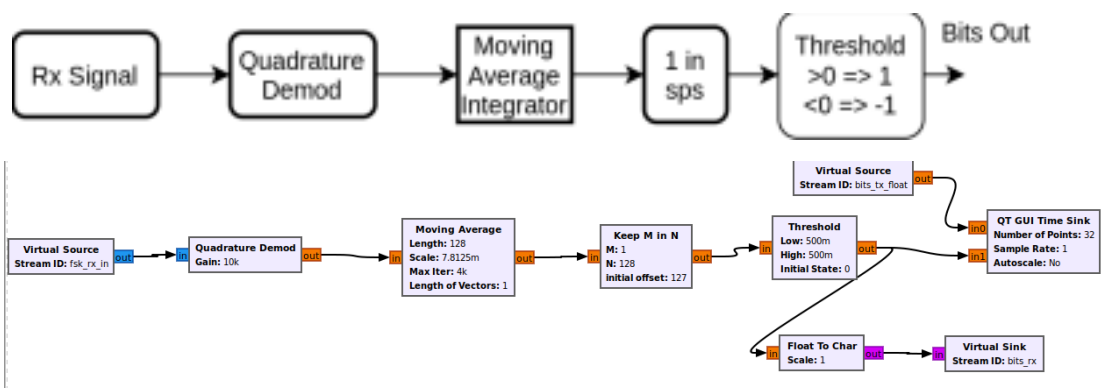 Rx Signal
Quadrature
Demod
Moving
Average
Integrator
1 in
sps
Threshold
>0 => 1
<0 => -1
Bits Out
Virtual Source
Stream ID: bits_tx_float
out
Virtual Source
Stream ID: fsk_rx_in
out
in
Quadrature Demod
Gain: 10k
out
in
Moving Average
Length: 128
Scale: 7.8125m
Max Iter: 4k
Length of Vectors: 1
out
in
Keep M in N
M: 1
N: 128
initial offset: 127
out
in
Threshold
Low: 500m
High: 500m
Initial State: 0
out
in0
in1
QT GUI Time Sink
Number of Points: 32
Sample Rate: 1
Autoscale: No
in
Float To Char
Scale: 1
out
in
Virtual Sink
Stream ID: bits_rx